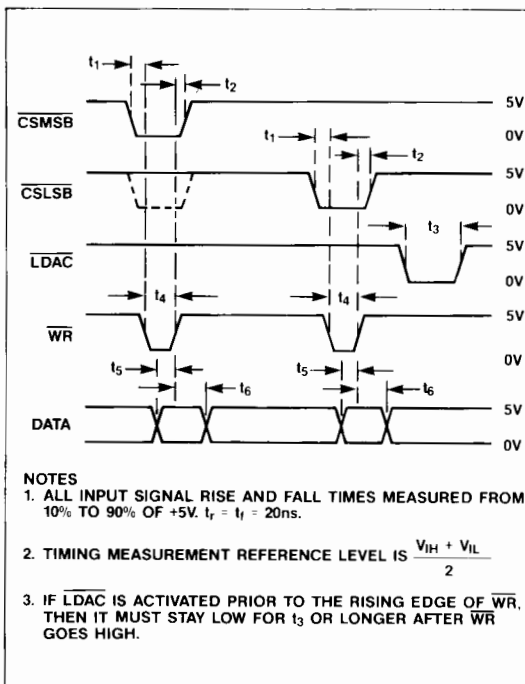 t1
t2
CSMSB
5V
0V
t1
t2
CSLSB
5V
0V
t3
LDAC
5V
0V
t4
t4
WR
5V
0V
t5
t6
t5
t6
DATA
5V
0V
NOTES
1. ALL INPUT SIGNAL RISE AND FALL TIMES MEASURED FROM
10% TO 90% OF +5V. tr = tf = 20ns.
2. TIMING MEASUREMENT REFERENCE LEVEL IS (VIH + VIL) / 2
3. IF LDAC IS ACTIVATED PRIOR TO THE RISING EDGE OF WR,
THEN IT MUST STAY LOW FOR t3 OR LONGER AFTER WR
GOES HIGH.